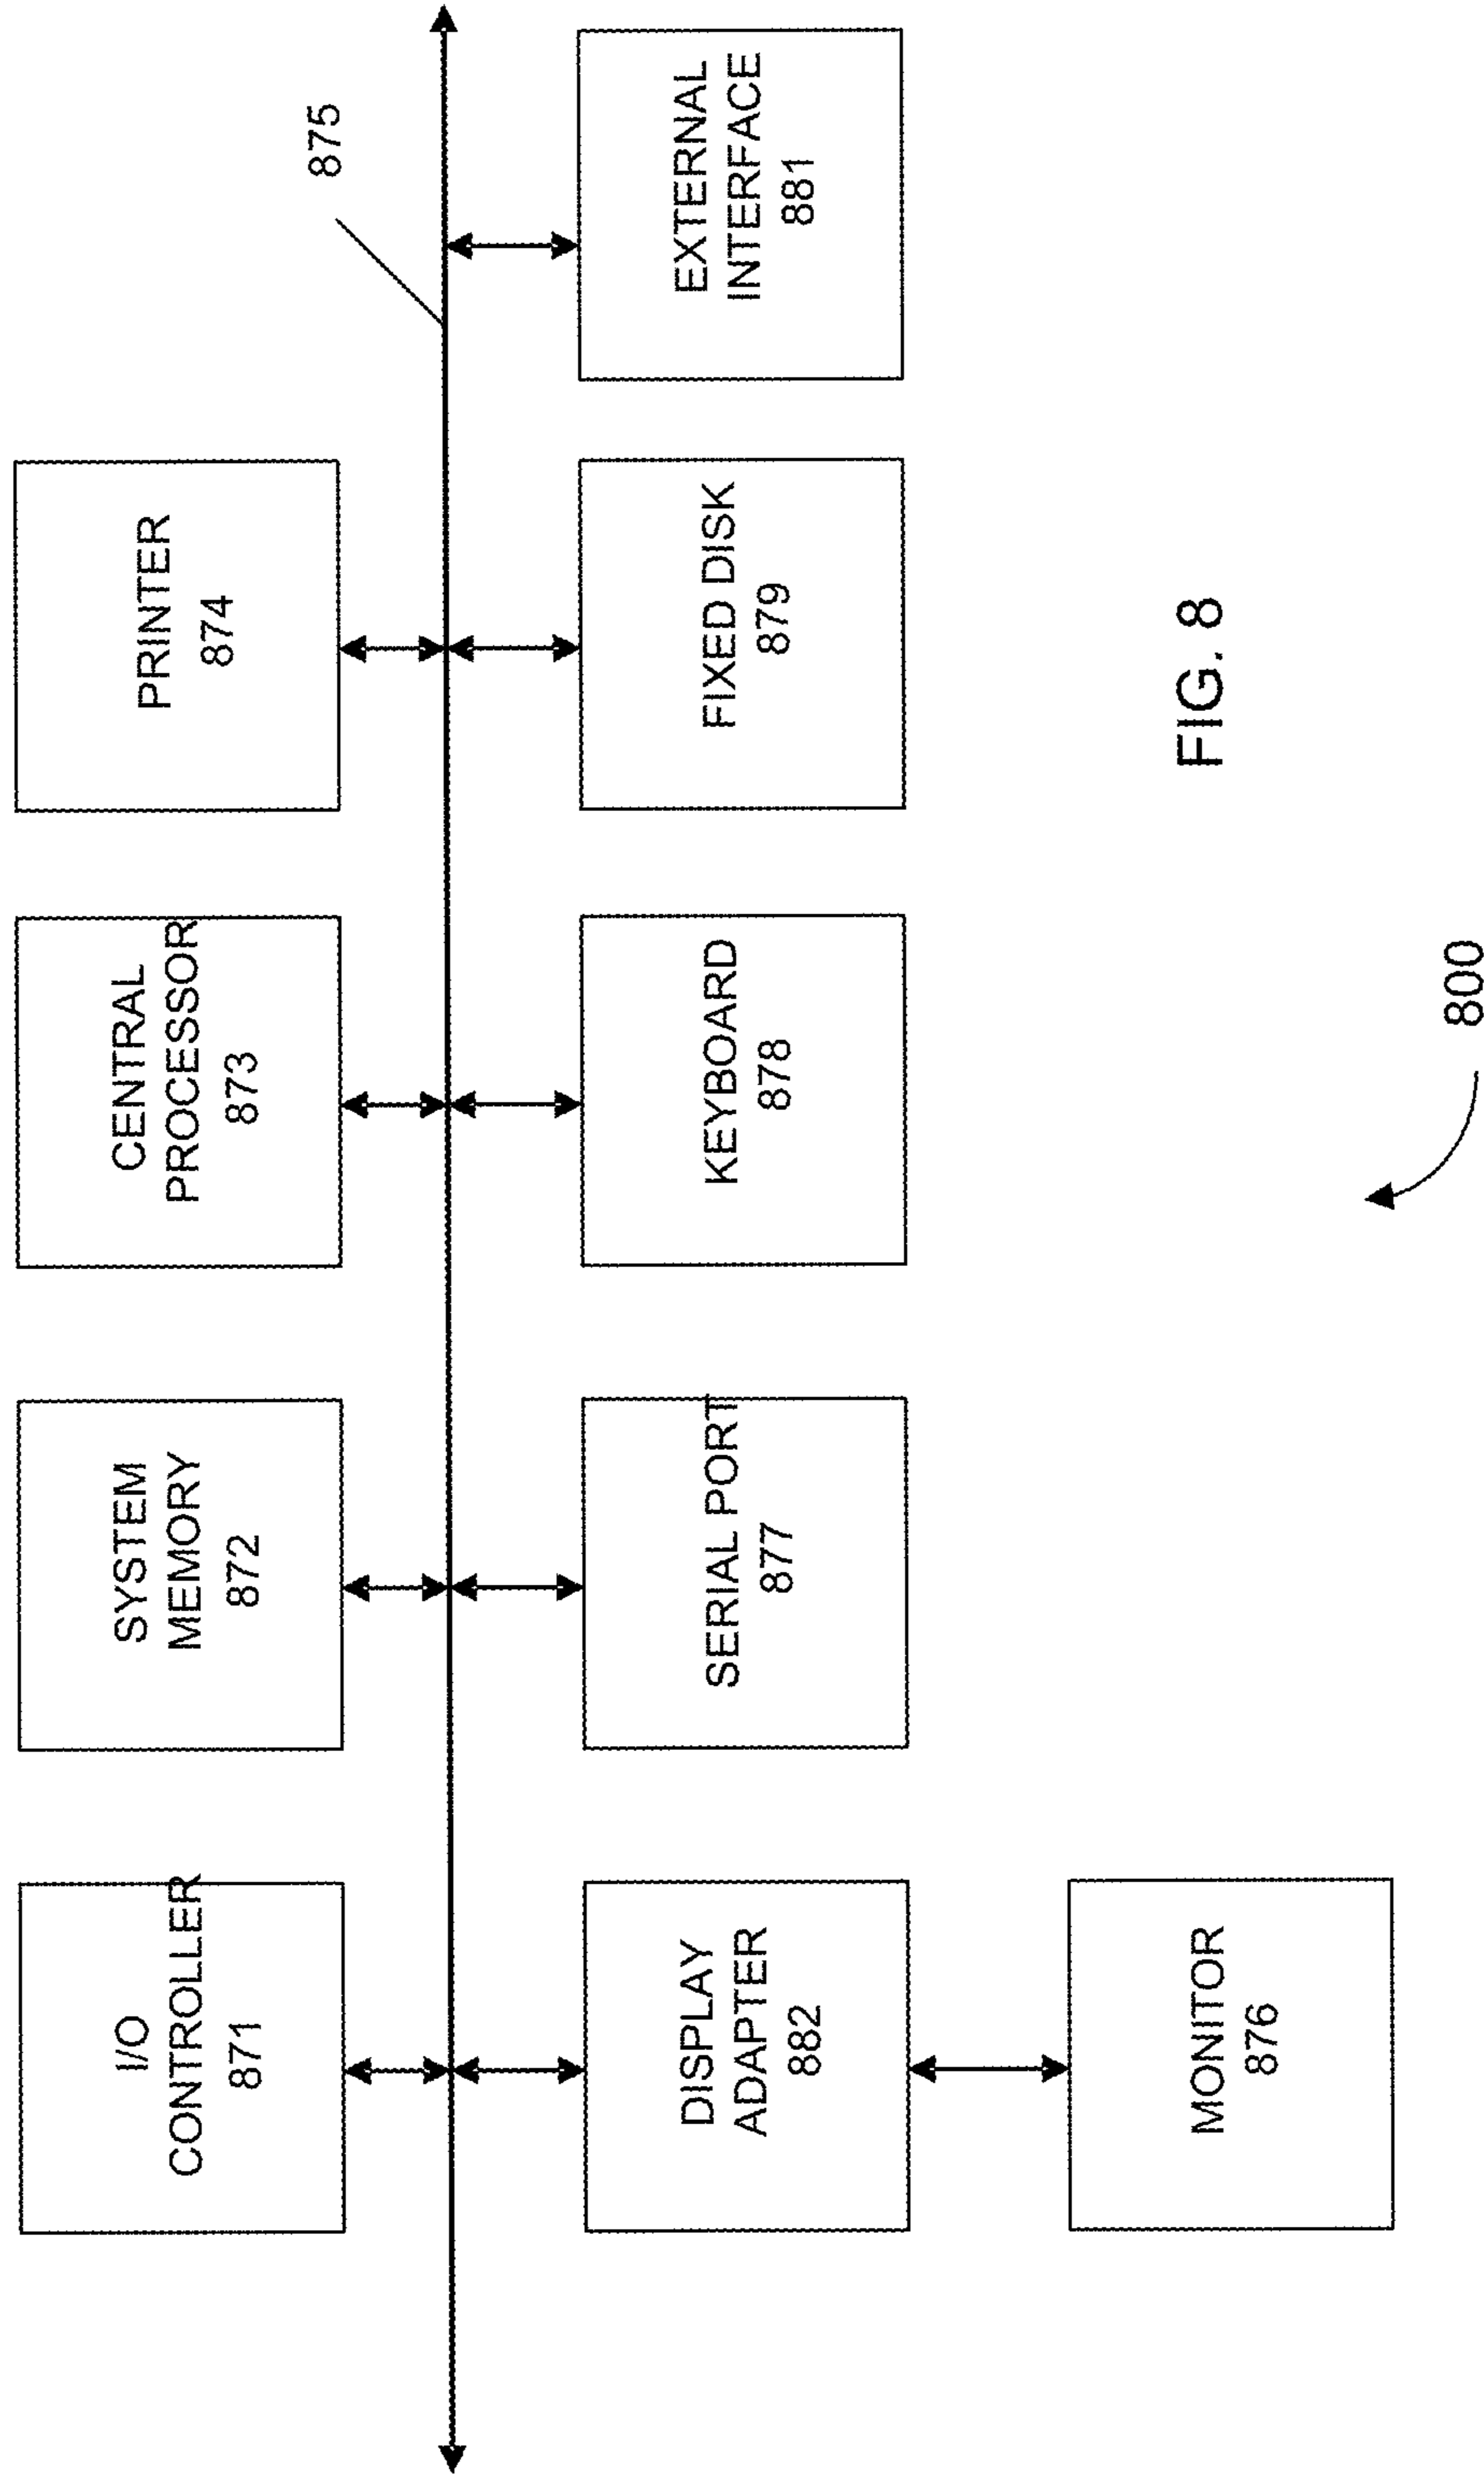 I/O
CONTROLLER
871
SYSTEM
MEMORY
872
CENTRAL
PROCESSOR
873
PRINTER
874
875
DISPLAY
ADAPTER
882
SERIAL PORT
877
KEYBOARD
878
FIXED DISK
879
EXTERNAL
INTERFACE
881
MONITOR
876
FIG. 8
800